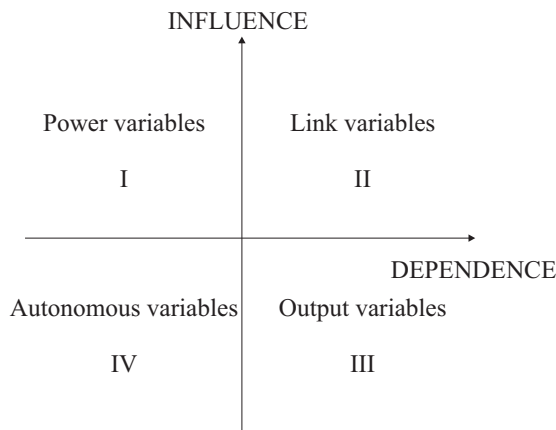 INFLUENCE
Power variables
Link variables
I
II
DEPENDENCE
Autonomous variables
Output variables
IV
III